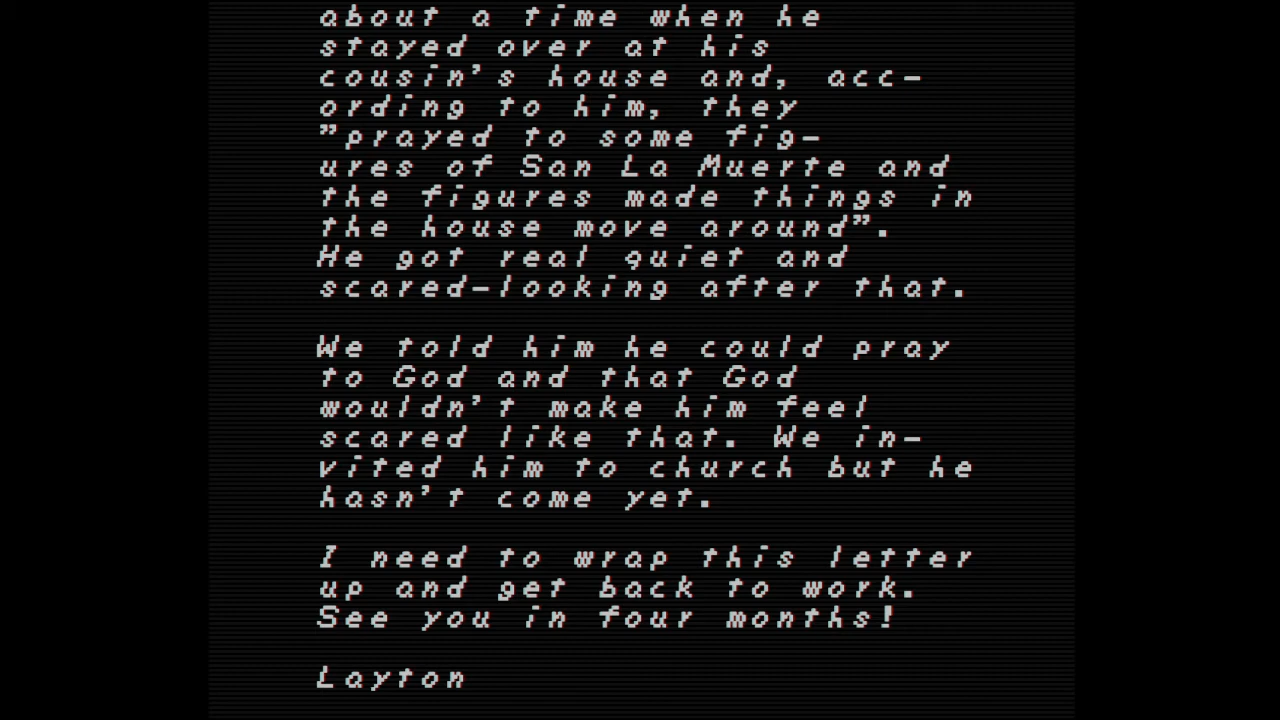 about a time when he
stayed over at his
cousin's house and, acc-
ording to him, they
"prayed to some fig-
ures of San La Muerte and
the figures made things in
the house move around".
He got real quiet and
scared-looking after that.
We told him he could pray
to God and that God
wouldn't make him feel
scared like that. We in-
vited him to church but he
hasn't come yet.
I need to wrap this letter
up and get back to work.
See you in four months!
Layton